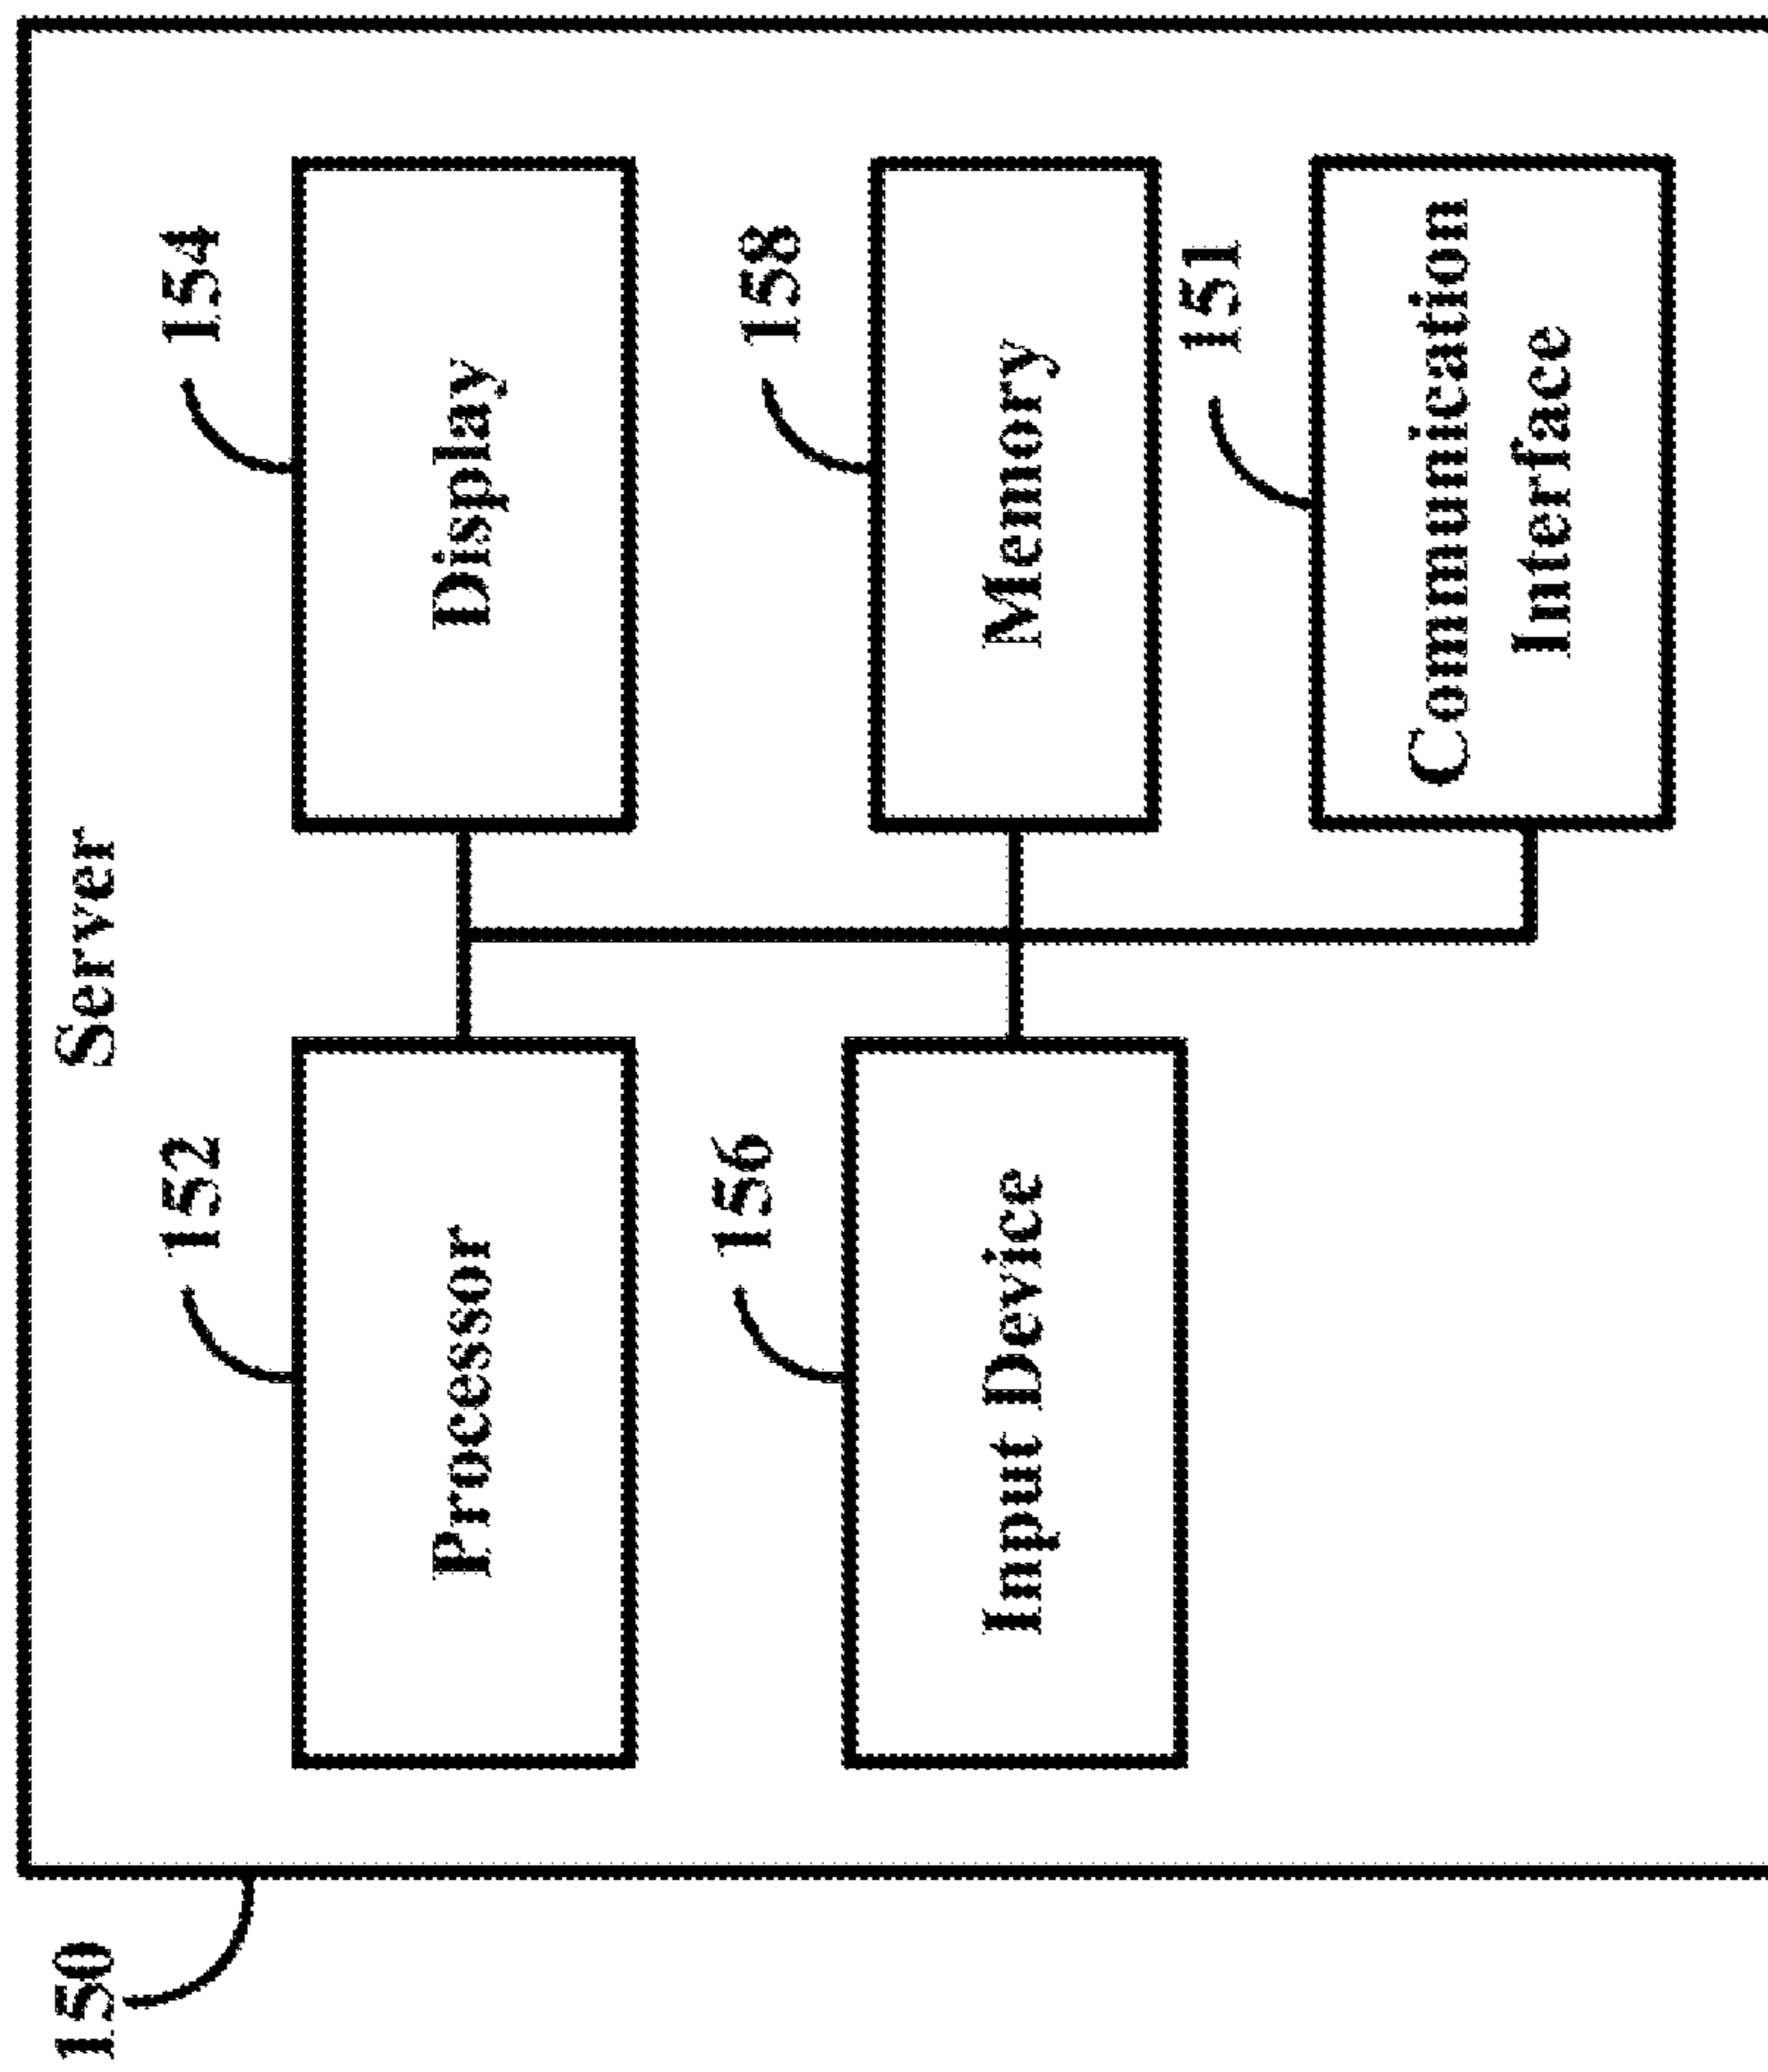 150
Server
152
154
Processor
Display
156
158
Input Device
Memory
151
Communication
Interface